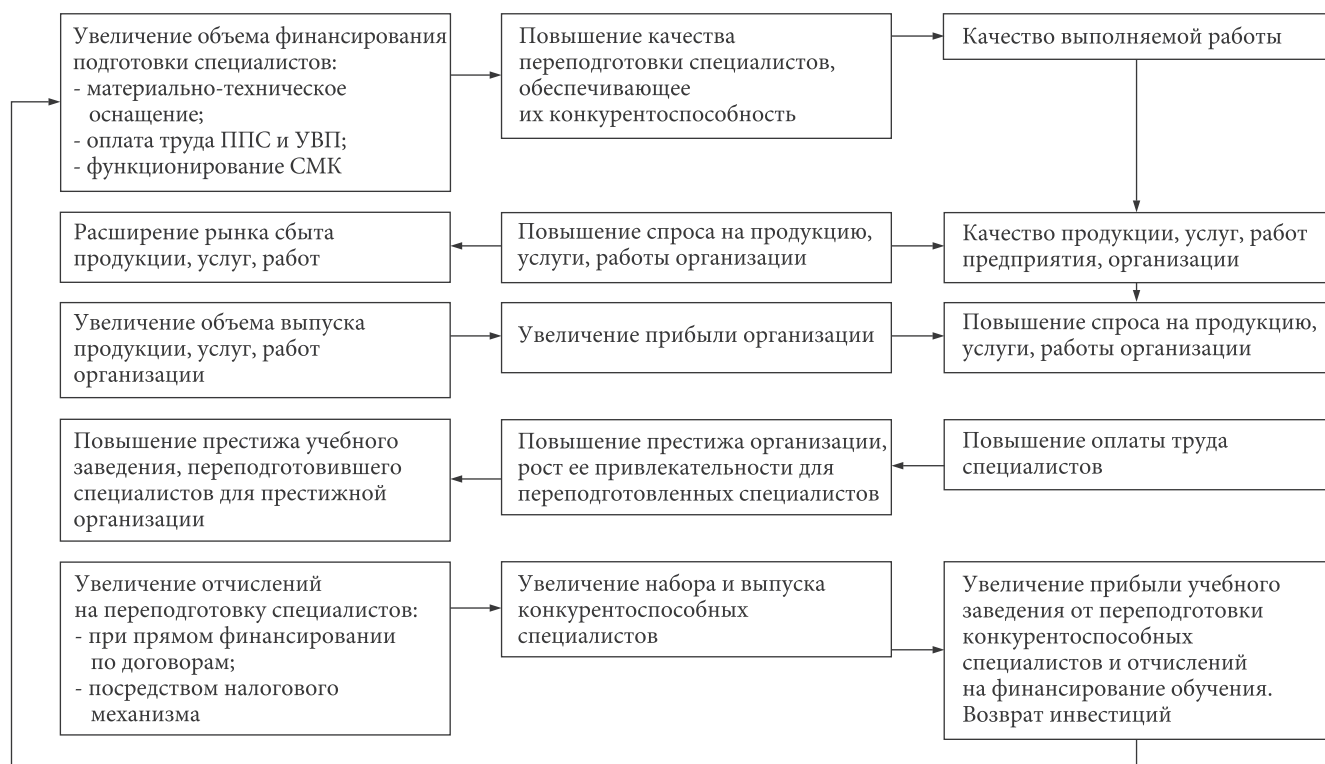 Увеличение объема финансирования
подготовки специалистов:
- материально-техническое
оснащение;
- оплата труда ППС и УВП;
- функционирование СМК
Повышение качества
переподготовки специалистов,
обеспечивающее
их конкурентоспособность
Качество выполняемой работы
Расширение рынка сбыта
продукции, услуг, работ
Повышение спроса на продукцию,
услуги, работы организации
Качество продукции, услуг, работ
предприятия, организации
Увеличение объема выпуска
продукции, услуг, работ
организации
Увеличение прибыли организации
Повышение спроса на продукцию,
услуги, работы организации
Повышение престижа учебного
заведения, переподготовившего
специалистов для престижной
организации
Повышение престижа организации,
рост ее привлекательности для
переподготовленных специалистов
Повышение оплаты труда
специалистов
Увеличение отчислений
на переподготовку специалистов:
- при прямом финансировании
по договорам;
- посредством налогового
механизма
Увеличение набора и выпуска
конкурентоспособных
специалистов
Увеличение прибыли учебного
заведения от переподготовки
конкурентоспособных
специалистов и отчислений
на финансирование обучения.
Возврат инвестиций